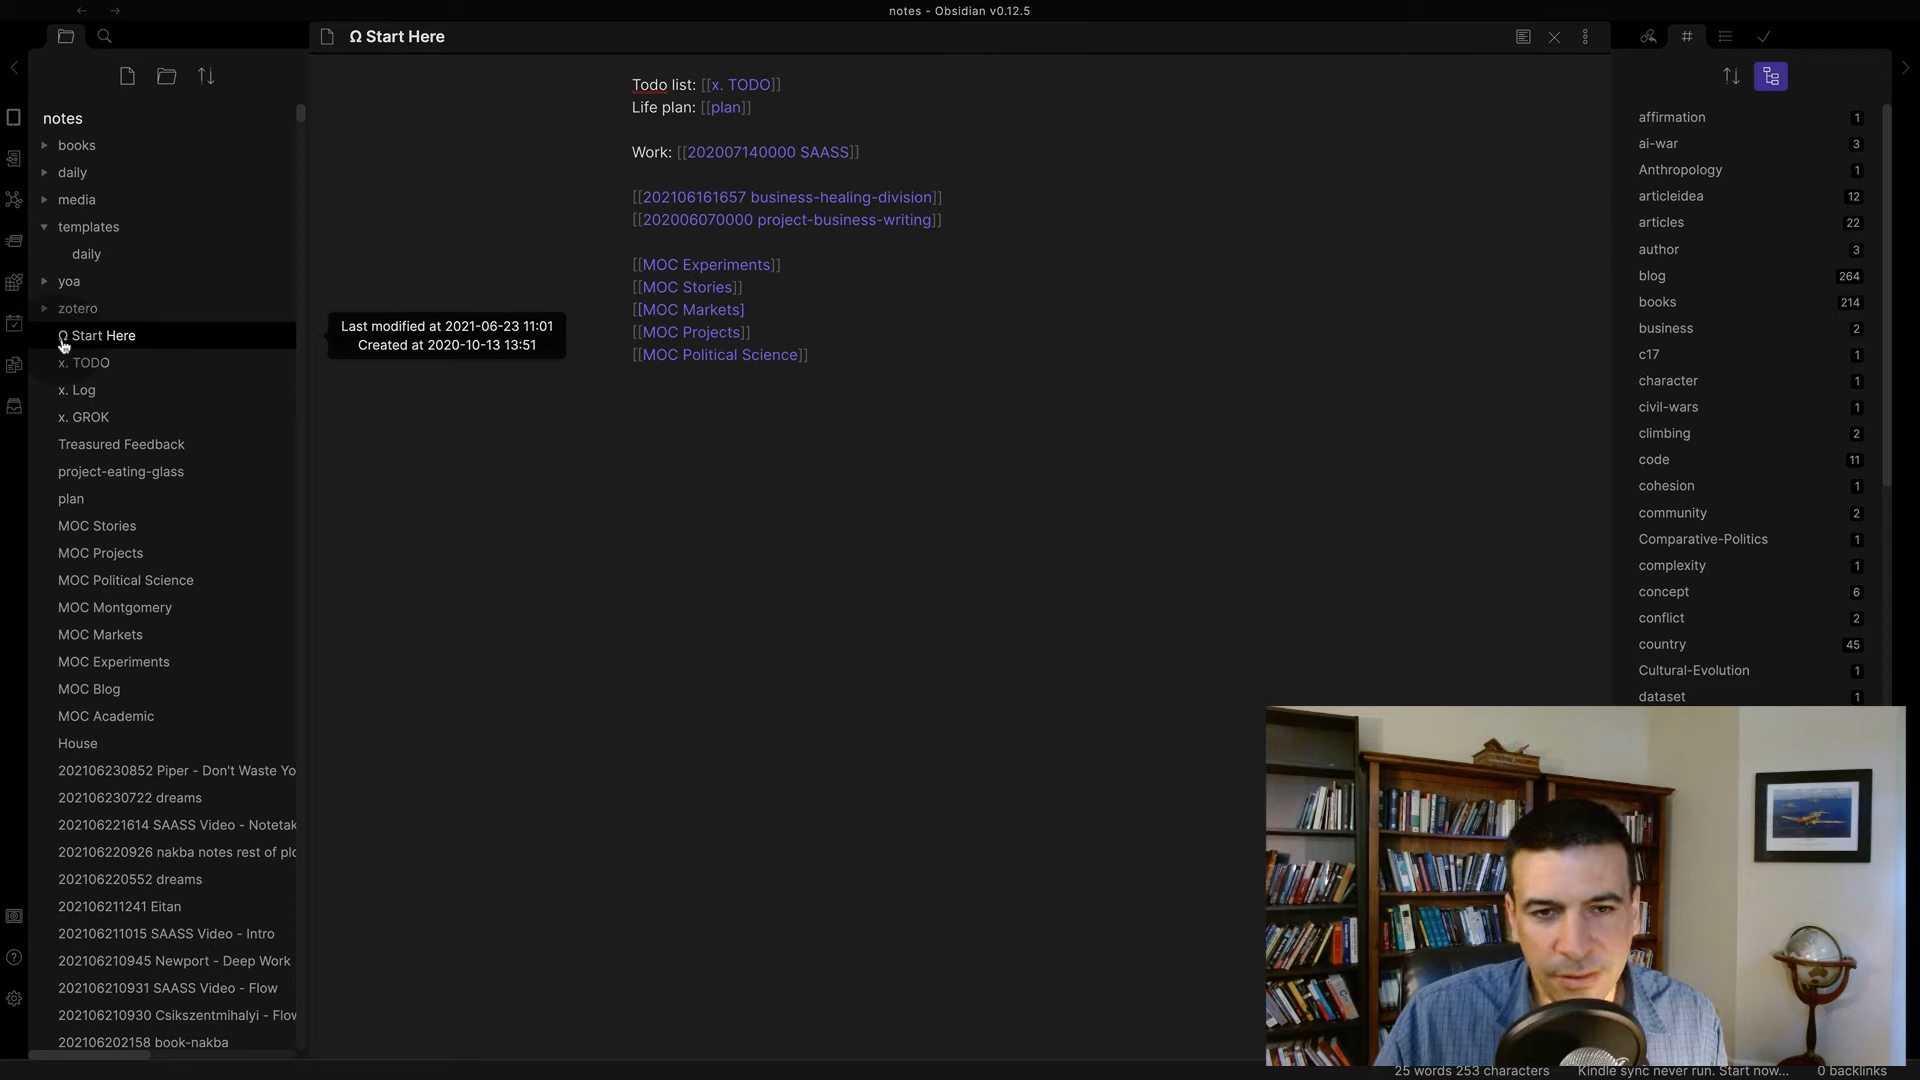 notes - Obsidian v0.12.5
Ω Start Here
notes
books
daily
media
templates
daily
yoa
zotero
Ω Start Here
x. TODO
x. Log
x. GROK
Treasured Feedback
project-eating-glass
plan
MOC Stories
MOC Projects
MOC Political Science
MOC Montgomery
MOC Markets
MOC Experiments
MOC Blog
MOC Academic
House
202106230852 Piper - Don't Waste Yo
202106230722 dreams
202106221614 SAASS Video - Notetak
202106220926 nakba notes rest of plo
202106220552 dreams
202106211241 Eitan
202106211015 SAASS Video - Intro
202106210945 Newport - Deep Work
202106210931 SAASS Video - Flow
202106210930 Csikszentmihalyi - Flow
202106202158 book-nakba
Last modified at 2021-06-23 11:01
Created at 2020-10-13 13:51
Todo list: [[x. TODO]]
Life plan: [[plan]]
Work: [[202007140000 SAASS]]
[[202106161657 business-healing-division]]
[[202006070000 project-business-writing]]
[[MOC Experiments]]
[[MOC Stories]]
[[MOC Markets]
[[MOC Projects]]
[[MOC Political Science]]
affirmation 1
ai-war 3
Anthropology 1
articleidea 12
articles 22
author 3
blog 264
books 214
business 2
c17 1
character 1
civil-wars 1
climbing 2
code 11
cohesion 1
community 2
Comparative-Politics 1
complexity 1
concept 6
conflict 2
country 45
Cultural-Evolution 1
dataset 1
25 words 253 characters Kindle sync never run. Start now... 0 backlinks